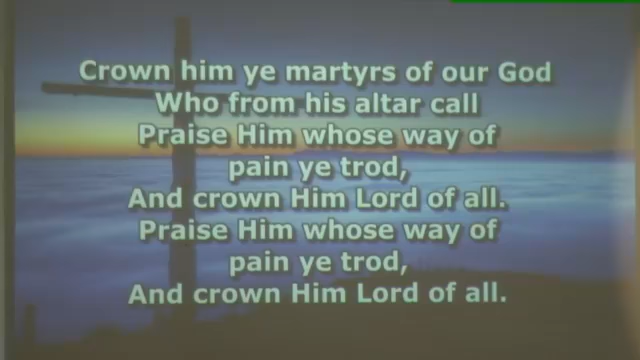 Crown him ye martyrs of our God
Who from his altar call
Praise Him whose way of
pain ye trod,
And crown Him Lord of all.
Praise Him whose way of
pain ye trod,
And crown Him Lord of all.